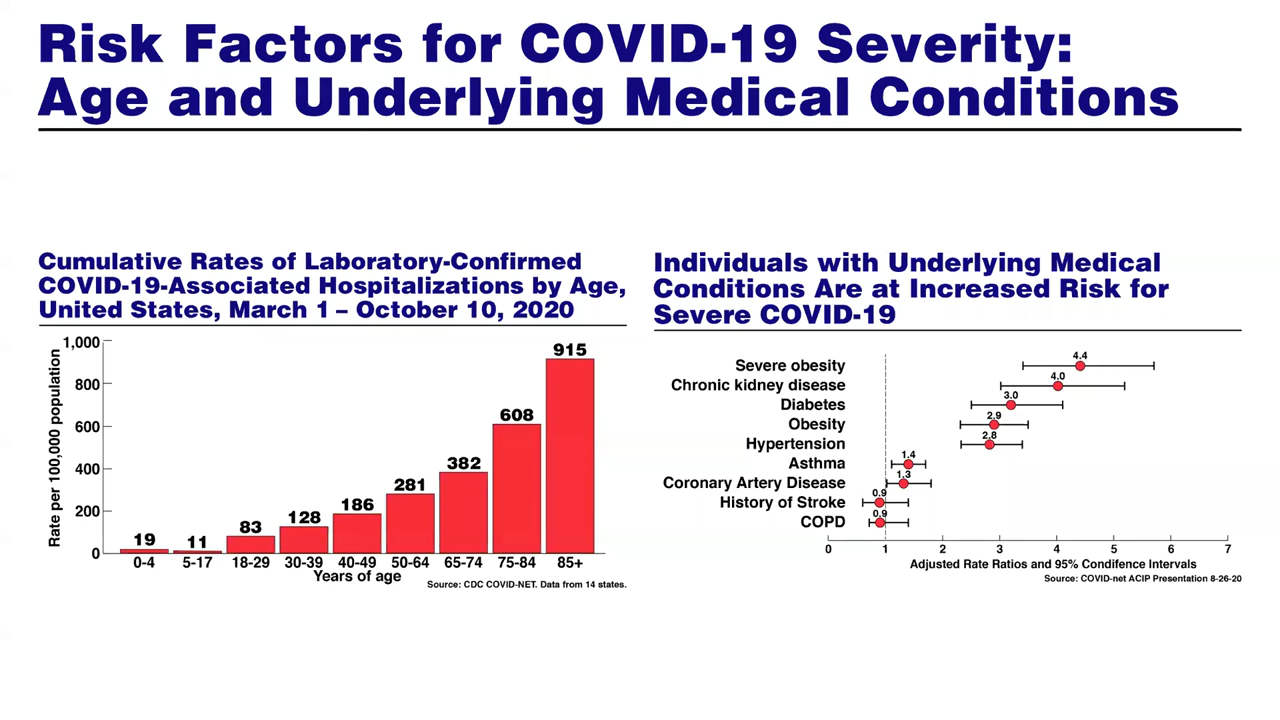 Risk Factors for COVID-19 Severity:
Age and Underlying Medical Conditions
Cumulative Rates of Laboratory-Confirmed
COVID-19-Associated Hospitalizations by Age,
United States, March 1 – October 10, 2020
Rate per 100,000 population
1,000
800
600
400
200
0
19
11
83
128
186
281
382
608
915
0-4
5-17
18-29
30-39
40-49
50-64
65-74
75-84
85+
Years of age
Source: CDC COVID-NET. Data from 14 states.
Individuals with Underlying Medical
Conditions Are at Increased Risk for
Severe COVID-19
Severe obesity
4.4
Chronic kidney disease
4.0
Diabetes
3.0
Obesity
2.9
Hypertension
2.8
Asthma
1.4
Coronary Artery Disease
1.3
History of Stroke
0.9
COPD
0.9
0 1 2 3 4 5 6 7
Adjusted Rate Ratios and 95% Condifence Intervals
Source: COVID-net ACIP Presentation 8-26-20